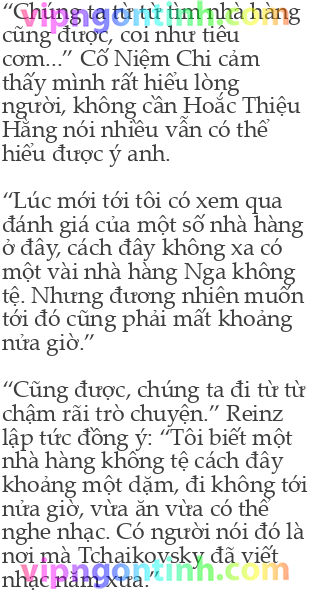 “Chúng ta từ từ tìm nhà hàng
vipngontinh.com
cũng được, coi như tiêu
cơm...” Cố Niệm Chi cảm
thấy mình rất hiểu lòng
người, không cần Hoắc Thiệu
Hằng nói nhiều vẫn có thể
hiểu được ý anh.
“Lúc mới tới tôi có xem qua
đánh giá của một số nhà hàng
ở đây, cách đây không xa có
một vài nhà hàng Nga không
tệ. Nhưng đương nhiên muốn
tới đó cũng phải mất khoảng
nửa giờ.”
“Cũng được, chúng ta đi từ từ
chậm rãi trò chuyện.” Reinz
lập tức đồng ý: “Tôi biết một
nhà hàng không tệ cách đây
khoảng một dặm, đi không tới
nửa giờ, vừa ăn vừa có thể
nghe nhạc. Có người nói đó là
nơi mà Tchaikovsky đã viết
vipngontinh.com
nhạc năm xưa.”